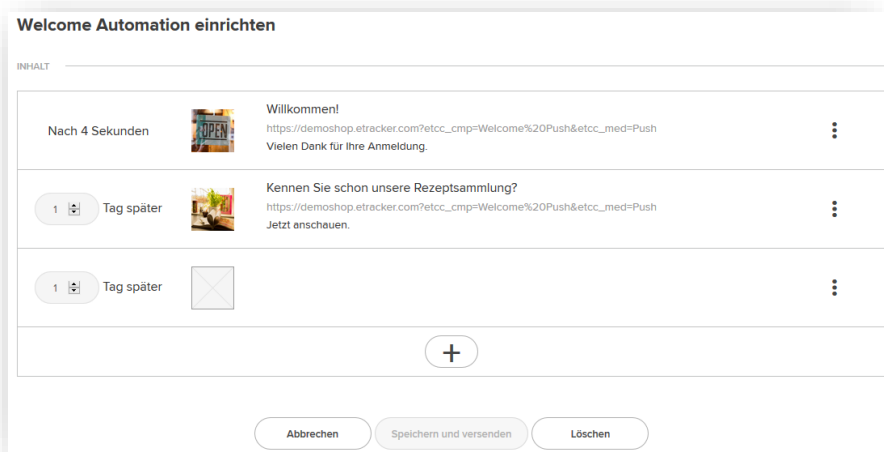 Welcome Automation einrichten
INHALT
Nach 4 Sekunden
OPEN
Willkommen!
https://demoshop.etracker.com?etcc_cmp=Welcome%20Push&etcc_med=Push
Vielen Dank für Ihre Anmeldung.
1 Tag später
Kennen Sie schon unsere Rezeptsammlung?
https://demoshop.etracker.com?etcc_cmp=Welcome%20Push&etcc_med=Push
Jetzt anschauen.
1 Tag später
+
Abbrechen Speichern und versenden Löschen